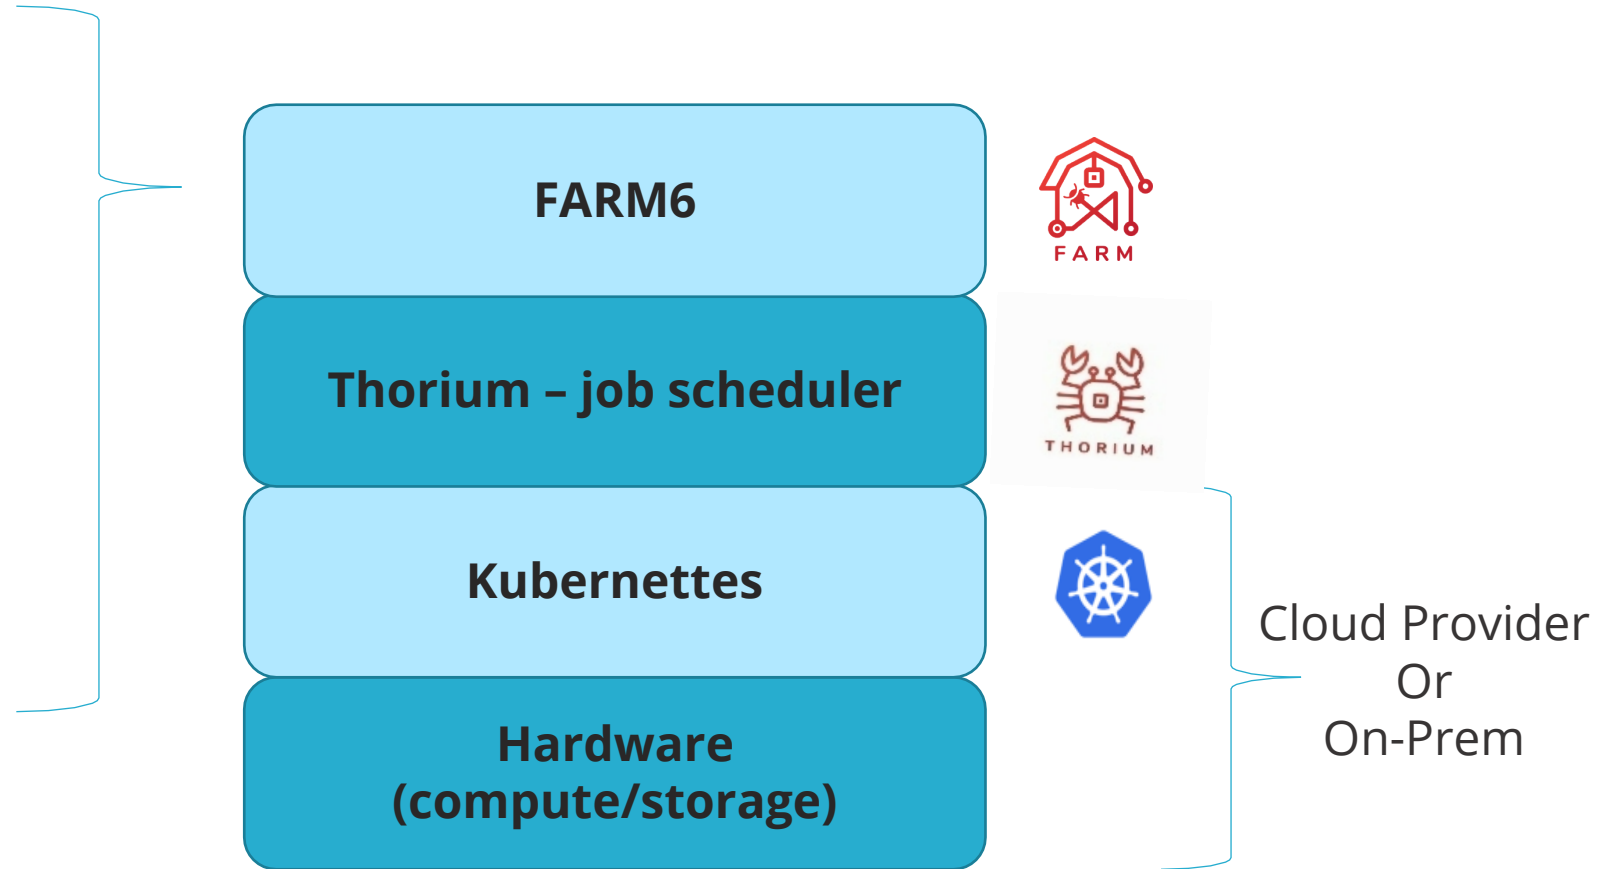 FARM6
FARM
Thorium – job scheduler
THORIUM
Kubernettes
Cloud Provider
Or
On-Prem
Hardware
(compute/storage)